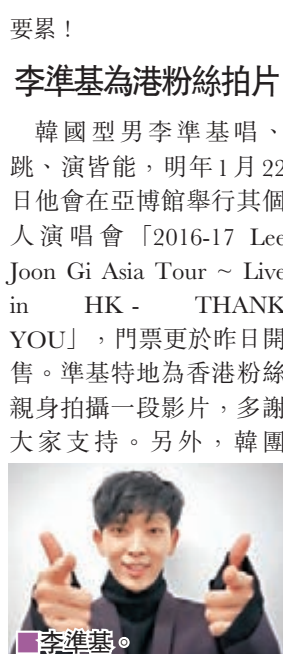 要累！
李準基為港粉絲拍片
韓國型男李準基唱、
跳、演皆能，明年1月22
日他會在亞博館舉行其個
人演唱會「2016-17 Lee
Joon Gi Asia Tour ~ Live
in HK - THANK
YOU」，門票更於昨日開
售。準基特地為香港粉絲
親身拍攝一段影片，多謝
大家支持。另外，韓團
■李準基。